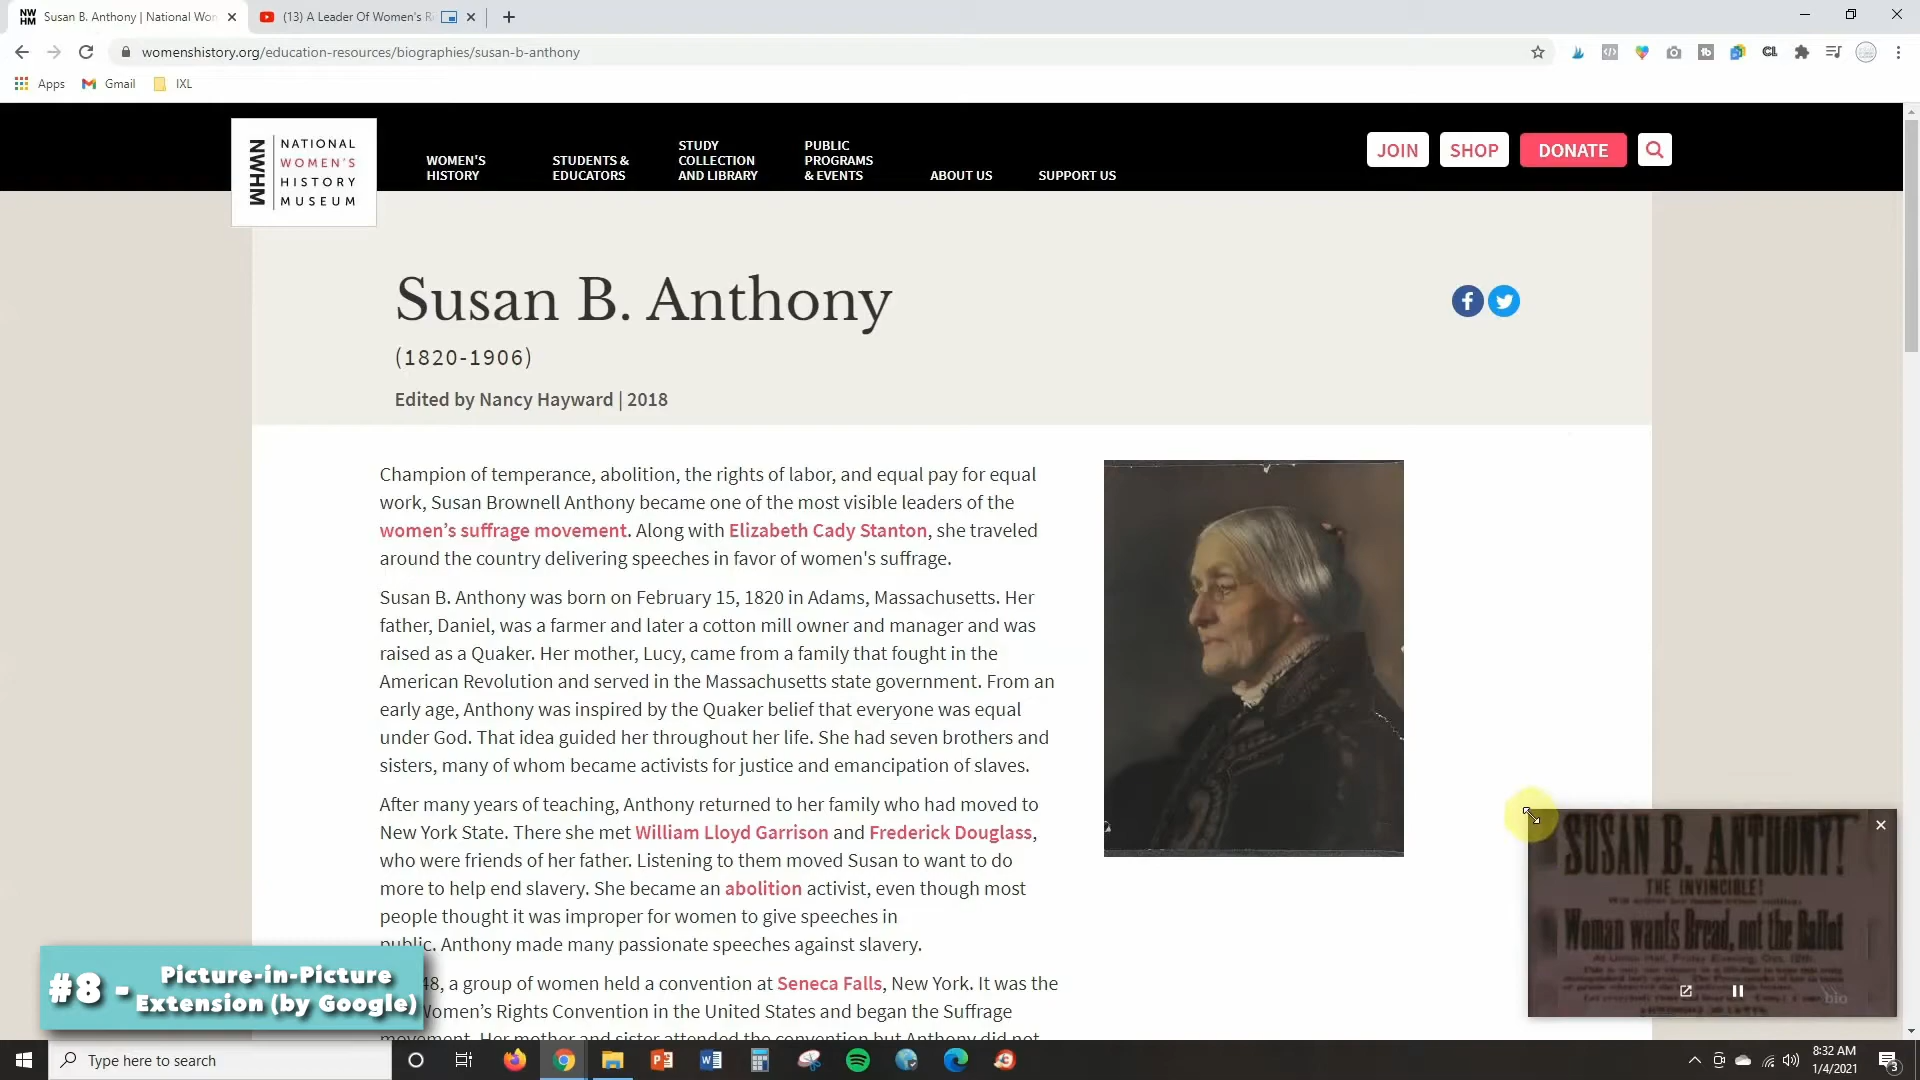 Susan B. Anthony | National Wom
(13) A Leader Of Women's R
womenshistory.org/education-resources/biographies/susan-b-anthony
Apps
Gmail
IXL
NWHM
NATIONAL
WOMEN'S
HISTORY
MUSEUM
WOMEN'S
HISTORY
STUDENTS &
EDUCATORS
STUDY
COLLECTION
AND LIBRARY
PUBLIC
PROGRAMS
& EVENTS
ABOUT US
SUPPORT US
JOIN
SHOP
DONATE
Susan B. Anthony
(1820-1906)
Edited by Nancy Hayward | 2018
Champion of temperance, abolition, the rights of labor, and equal pay for equal
work, Susan Brownell Anthony became one of the most visible leaders of the
women’s suffrage movement. Along with Elizabeth Cady Stanton, she traveled
around the country delivering speeches in favor of women's suffrage.
Susan B. Anthony was born on February 15, 1820 in Adams, Massachusetts. Her
father, Daniel, was a farmer and later a cotton mill owner and manager and was
raised as a Quaker. Her mother, Lucy, came from a family that fought in the
American Revolution and served in the Massachusetts state government. From an
early age, Anthony was inspired by the Quaker belief that everyone was equal
under God. That idea guided her throughout her life. She had seven brothers and
sisters, many of whom became activists for justice and emancipation of slaves.
After many years of teaching, Anthony returned to her family who had moved to
New York State. There she met William Lloyd Garrison and Frederick Douglass,
who were friends of her father. Listening to them moved Susan to want to do
more to help end slavery. She became an abolition activist, even though most
people thought it was improper for women to give speeches in
public. Anthony made many passionate speeches against slavery.
48, a group of women held a convention at Seneca Falls, New York. It was the
Women’s Rights Convention in the United States and began the Suffrage
movement. Her mother and sister attended the convention but Anthony did not
SUSAN B. ANTHONY!
THE INVINCIBLE!
Woman wants Bread, not the Ballot
bio
#8 -
Picture-in-Picture
Extension (by Google)
Type here to search
8:32 AM
1/4/2021
3